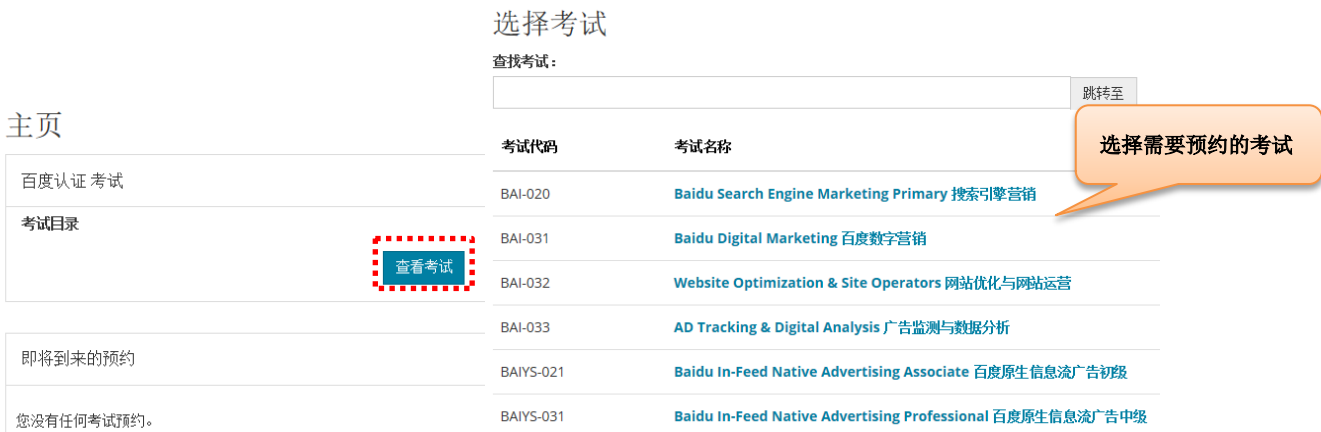 主页
百度认证 考试
考试目录
查看考试
即将到来的预约
您没有任何考试预约。
选择考试
查找考试：
跳转至
选择需要预约的考试
考试代码 考试名称
BAI-020 Baidu Search Engine Marketing Primary 搜索引擎营销
BAI-031 Baidu Digital Marketing 百度数字营销
BAI-032 Website Optimization & Site Operators 网站优化与网站运营
BAI-033 AD Tracking & Digital Analysis 广告监测与数据分析
BAIYS-021 Baidu In-Feed Native Advertising Associate 百度原生信息流广告初级
BAIYS-031 Baidu In-Feed Native Advertising Professional 百度原生信息流广告中级